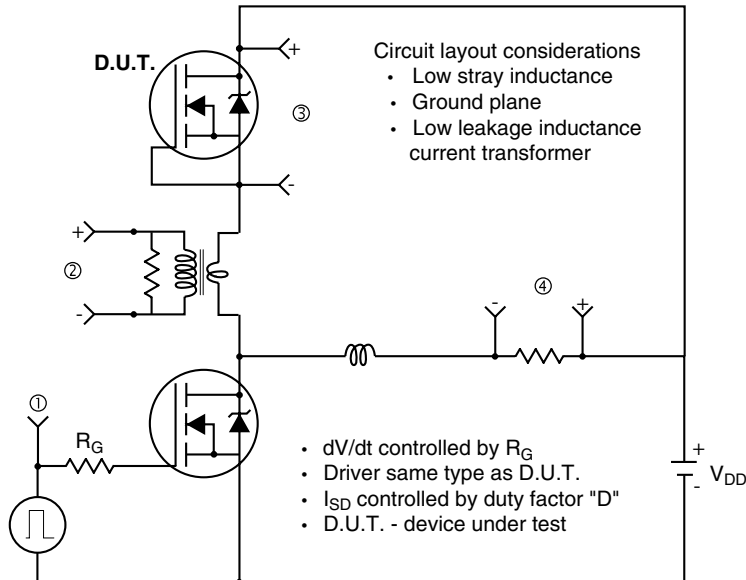 D.U.T.
+
Circuit layout considerations
• Low stray inductance
③
• Ground plane
• Low leakage inductance
current transformer
-
+
②
-
④
- +
①
R_G
• dV/dt controlled by R_G
• Driver same type as D.U.T.
• I_SD controlled by duty factor "D"
• D.U.T. - device under test
+
V_DD
-